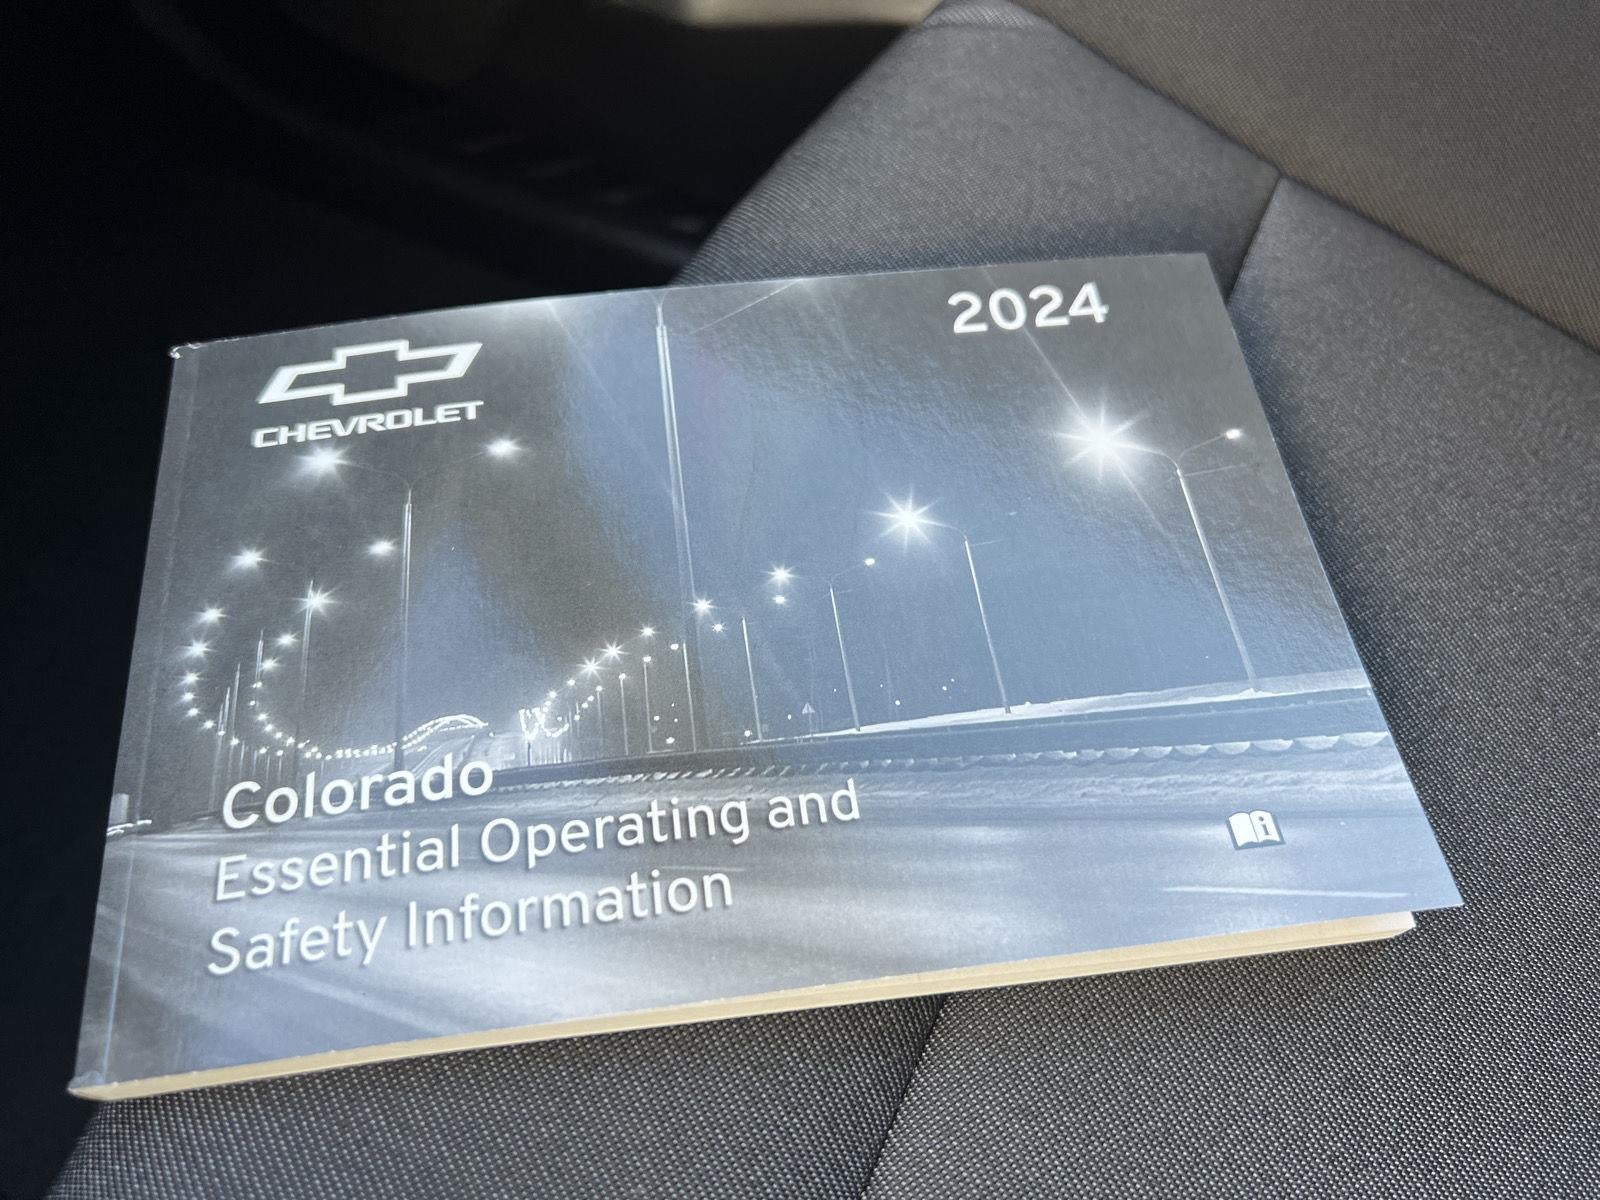 2024
CHEVROLET
Colorado
Essential Operating and
Safety Information